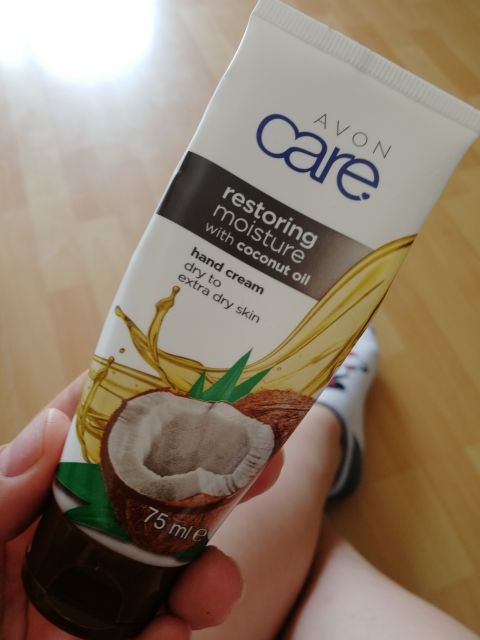 AVON
care
restoring
moisture
with coconut oil
hand cream
dry to
extra dry skin
75 ml e